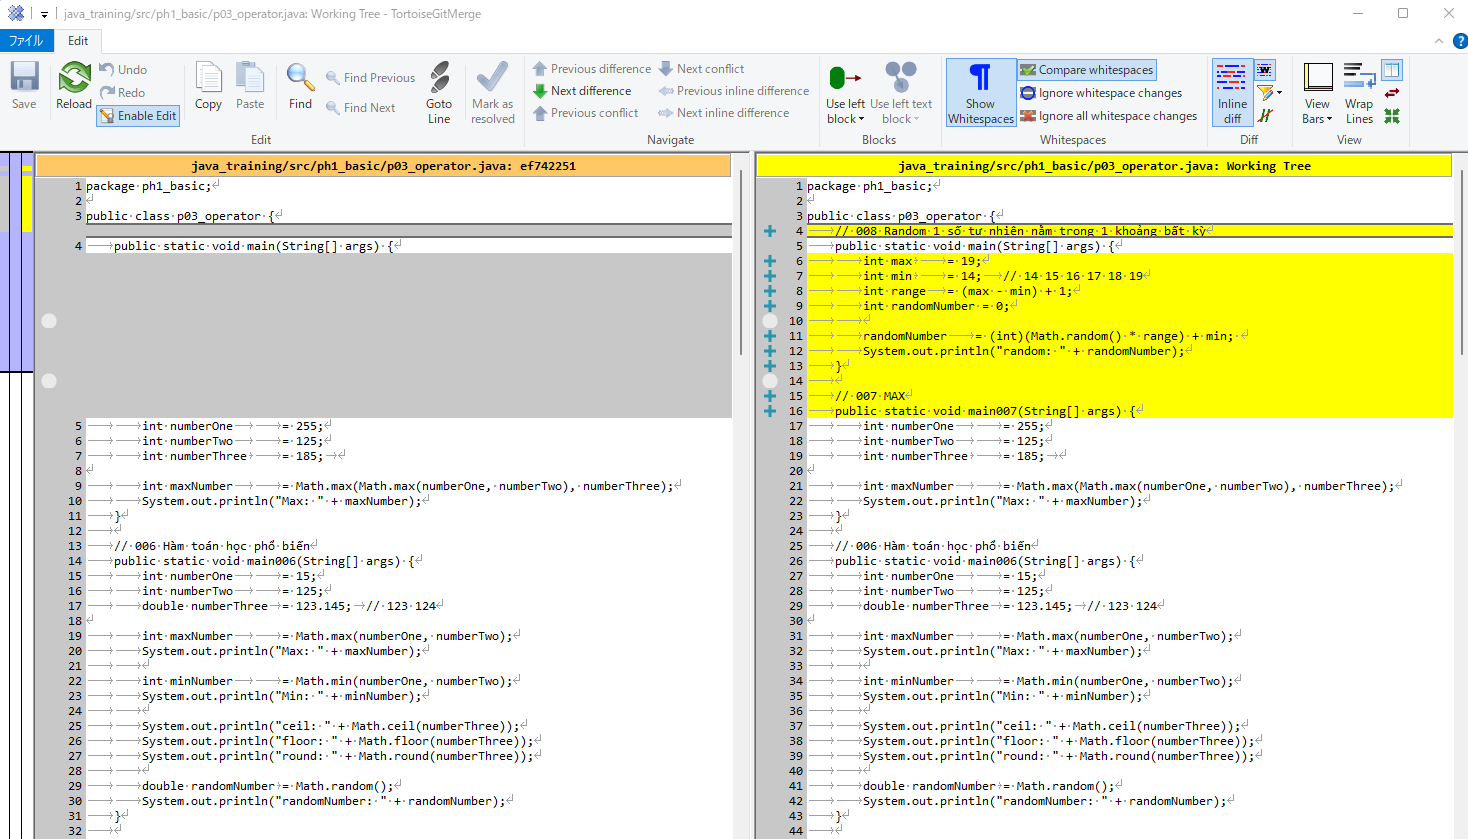 java_training/src/ph1_basic/p03_operator.java: Working Tree - TortoiseGitMerge
ファイル Edit
Save
Reload
Undo
Redo
Enable Edit
Copy
Paste
Find
Find Previous
Find Next
Goto Line
Mark as resolved
Edit
Previous difference
Next difference
Previous conflict
Next conflict
Previous inline difference
Next inline difference
Navigate
Use left block
Use left text block
Blocks
Show Whitespaces
Compare whitespaces
Ignore whitespace changes
Ignore all whitespace changes
Whitespaces
Inline diff
Diff
View Bars
Wrap Lines
View
java_training/src/ph1_basic/p03_operator.java: ef742251
1 package ph1_basic;
2
3 public class p03_operator {
4 public static void main(String[] args) {
5 int numberOne = 255;
6 int numberTwo = 125;
7 int numberThree = 185;
8
9 int maxNumber = Math.max(Math.max(numberOne, numberTwo), numberThree);
10 System.out.println("Max: " + maxNumber);
11 }
12
13 // 006 Hàm toán học phổ biến
14 public static void main006(String[] args) {
15 int numberOne = 15;
16 int numberTwo = 125;
17 double numberThree = 123.145; // 123 124
18
19 int maxNumber = Math.max(numberOne, numberTwo);
20 System.out.println("Max: " + maxNumber);
21
22 int minNumber = Math.min(numberOne, numberTwo);
23 System.out.println("Min: " + minNumber);
24
25 System.out.println("ceil: " + Math.ceil(numberThree));
26 System.out.println("floor: " + Math.floor(numberThree));
27 System.out.println("round: " + Math.round(numberThree));
28
29 double randomNumber = Math.random();
30 System.out.println("randomNumber: " + randomNumber);
31 }
32
java_training/src/ph1_basic/p03_operator.java: Working Tree
1 package ph1_basic;
2
3 public class p03_operator {
4 // 008 Random 1 số tự nhiên nằm trong 1 khoảng bất kỳ
5 public static void main(String[] args) {
6 int max = 19;
7 int min = 14; // 14 15 16 17 18 19
8 int range = (max - min) + 1;
9 int randomNumber = 0;
10
11 randomNumber = (int)(Math.random() * range) + min;
12 System.out.println("random: " + randomNumber);
13 }
14
15 // 007 MAX
16 public static void main007(String[] args) {
17 int numberOne = 255;
18 int numberTwo = 125;
19 int numberThree = 185;
20
21 int maxNumber = Math.max(Math.max(numberOne, numberTwo), numberThree);
22 System.out.println("Max: " + maxNumber);
23 }
24
25 // 006 Hàm toán học phổ biến
26 public static void main006(String[] args) {
27 int numberOne = 15;
28 int numberTwo = 125;
29 double numberThree = 123.145; // 123 124
30
31 int maxNumber = Math.max(numberOne, numberTwo);
32 System.out.println("Max: " + maxNumber);
33
34 int minNumber = Math.min(numberOne, numberTwo);
35 System.out.println("Min: " + minNumber);
36
37 System.out.println("ceil: " + Math.ceil(numberThree));
38 System.out.println("floor: " + Math.floor(numberThree));
39 System.out.println("round: " + Math.round(numberThree));
40
41 double randomNumber = Math.random();
42 System.out.println("randomNumber: " + randomNumber);
43 }
44